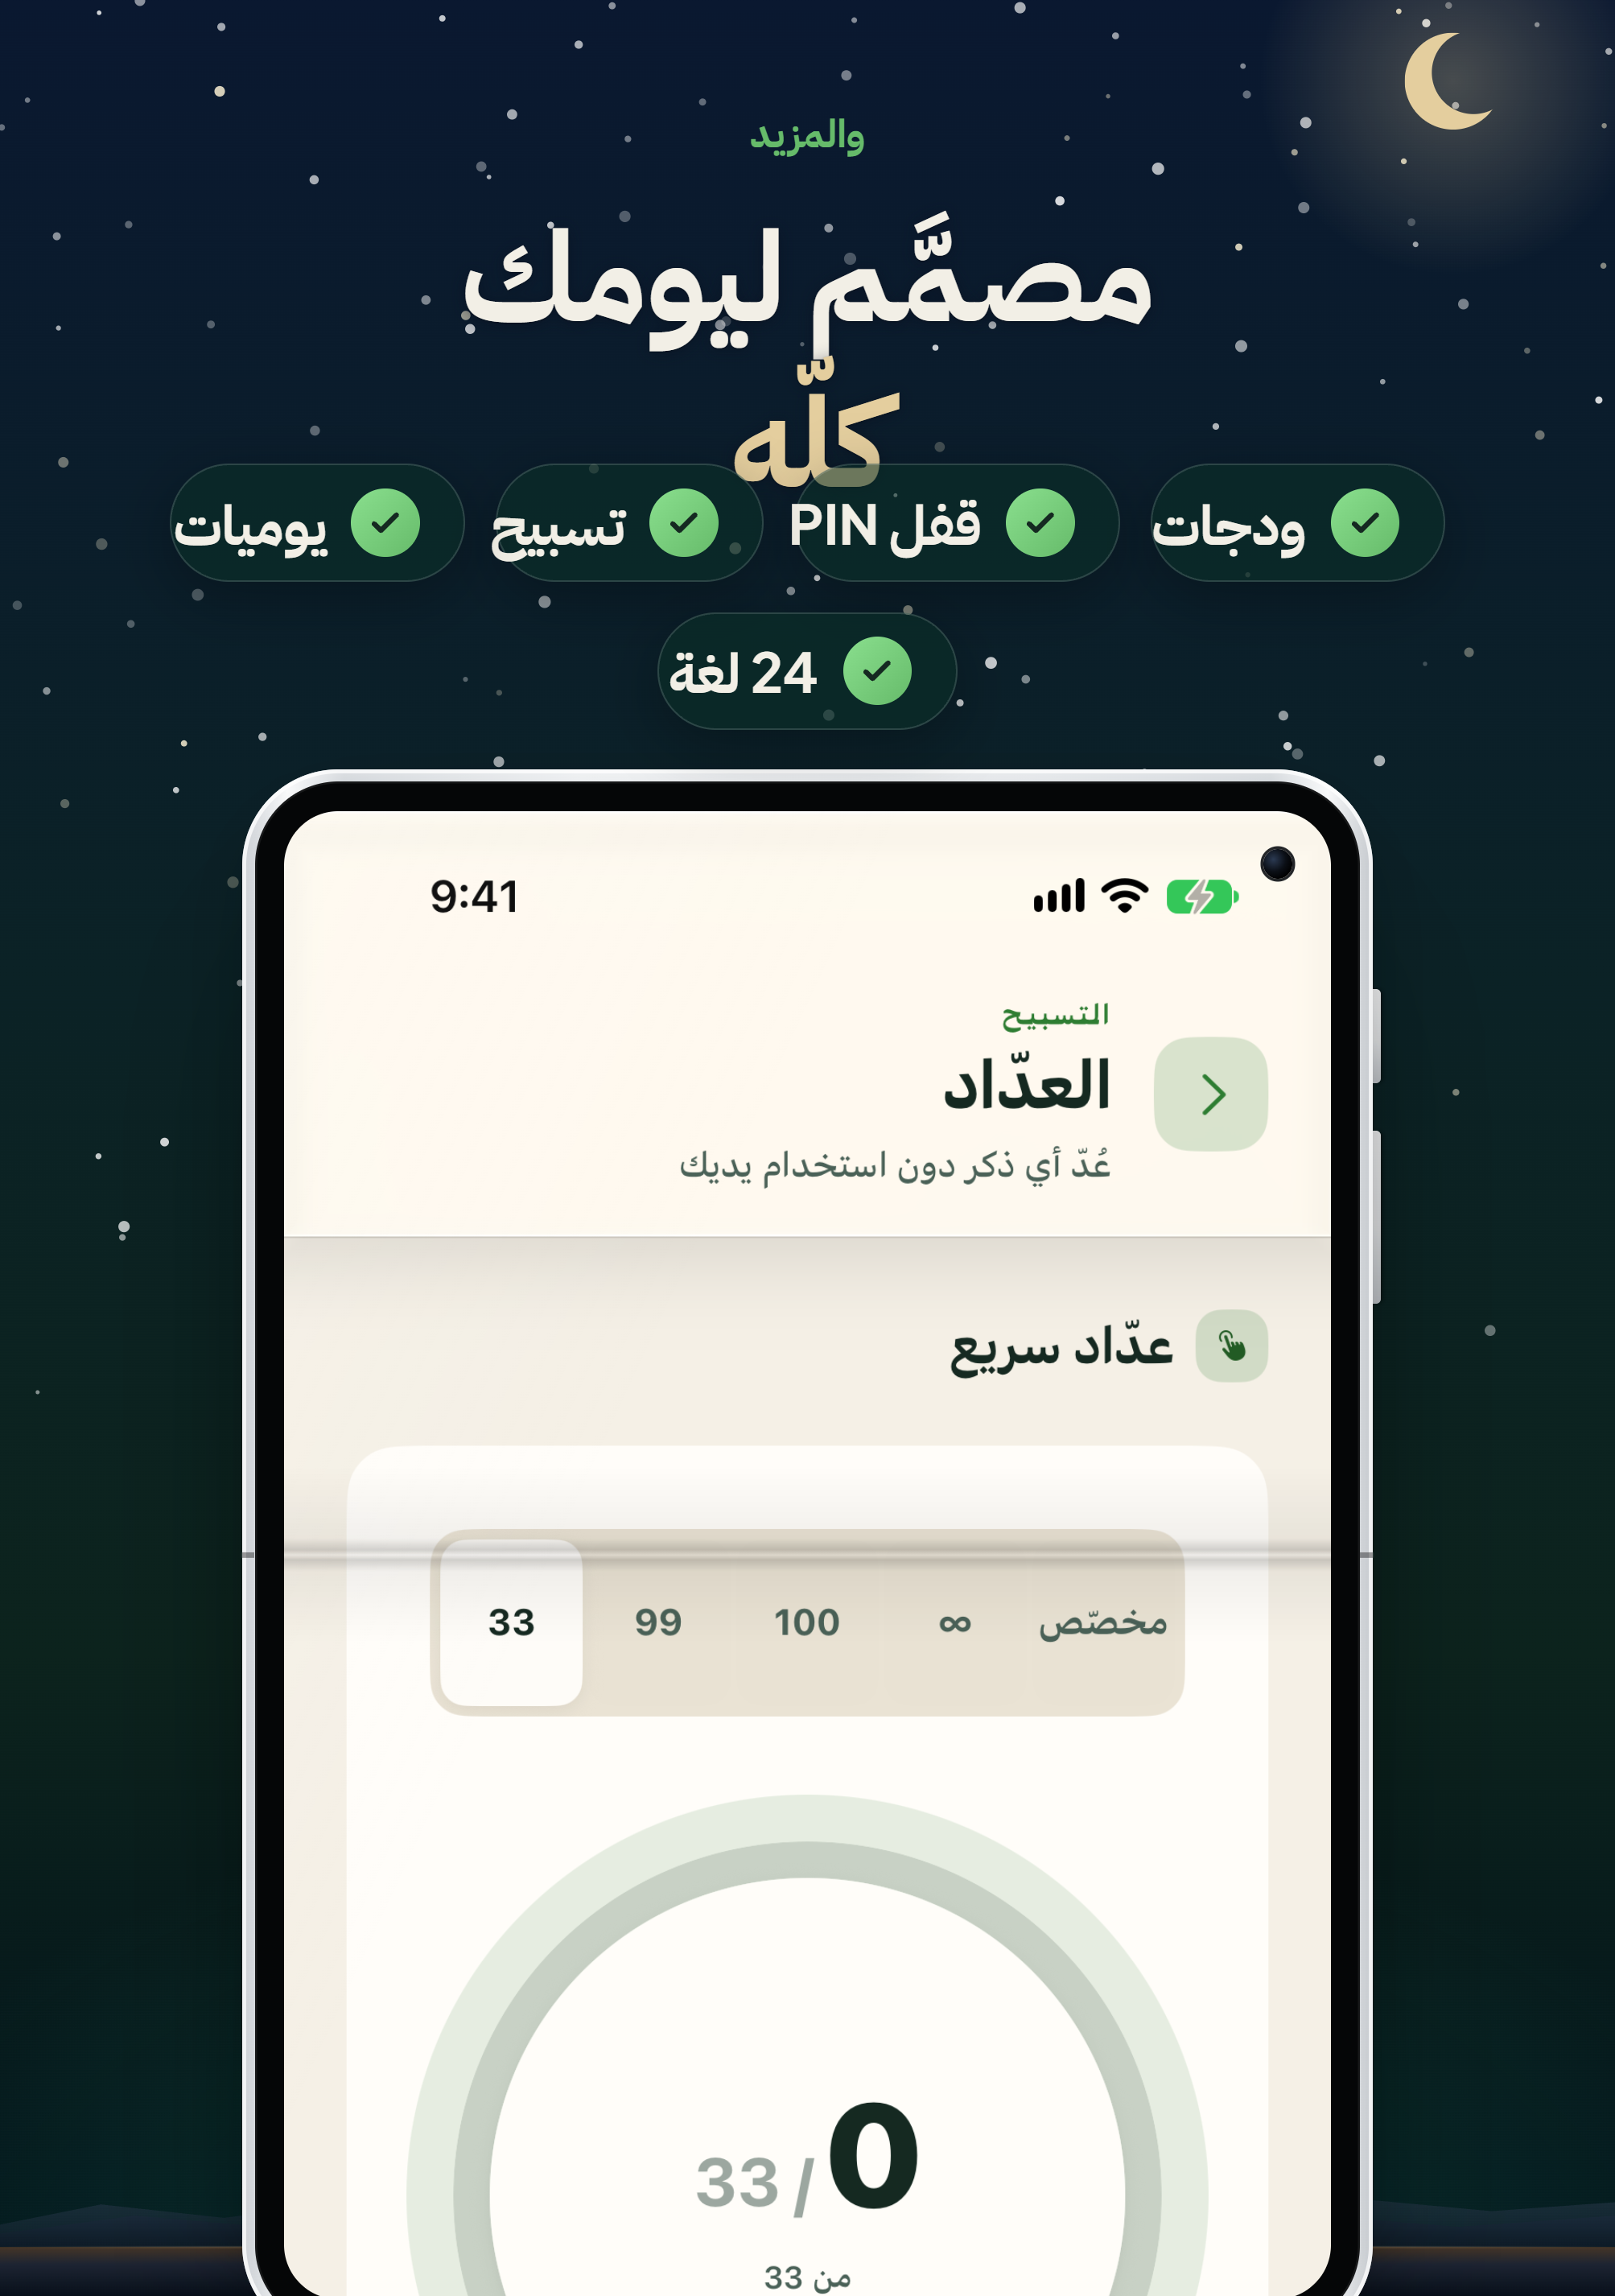 والمزيد
مصمَّم ليومك
كلّه
ودجات
قفل PIN
تسبيح
يوميات
24 لغة
9:41
التسبيح
العدّاد
عُدّ أي ذكر دون استخدام يديك
عدّاد سريع
33 99 100 ∞ مخصّص
0 / 33
من 33